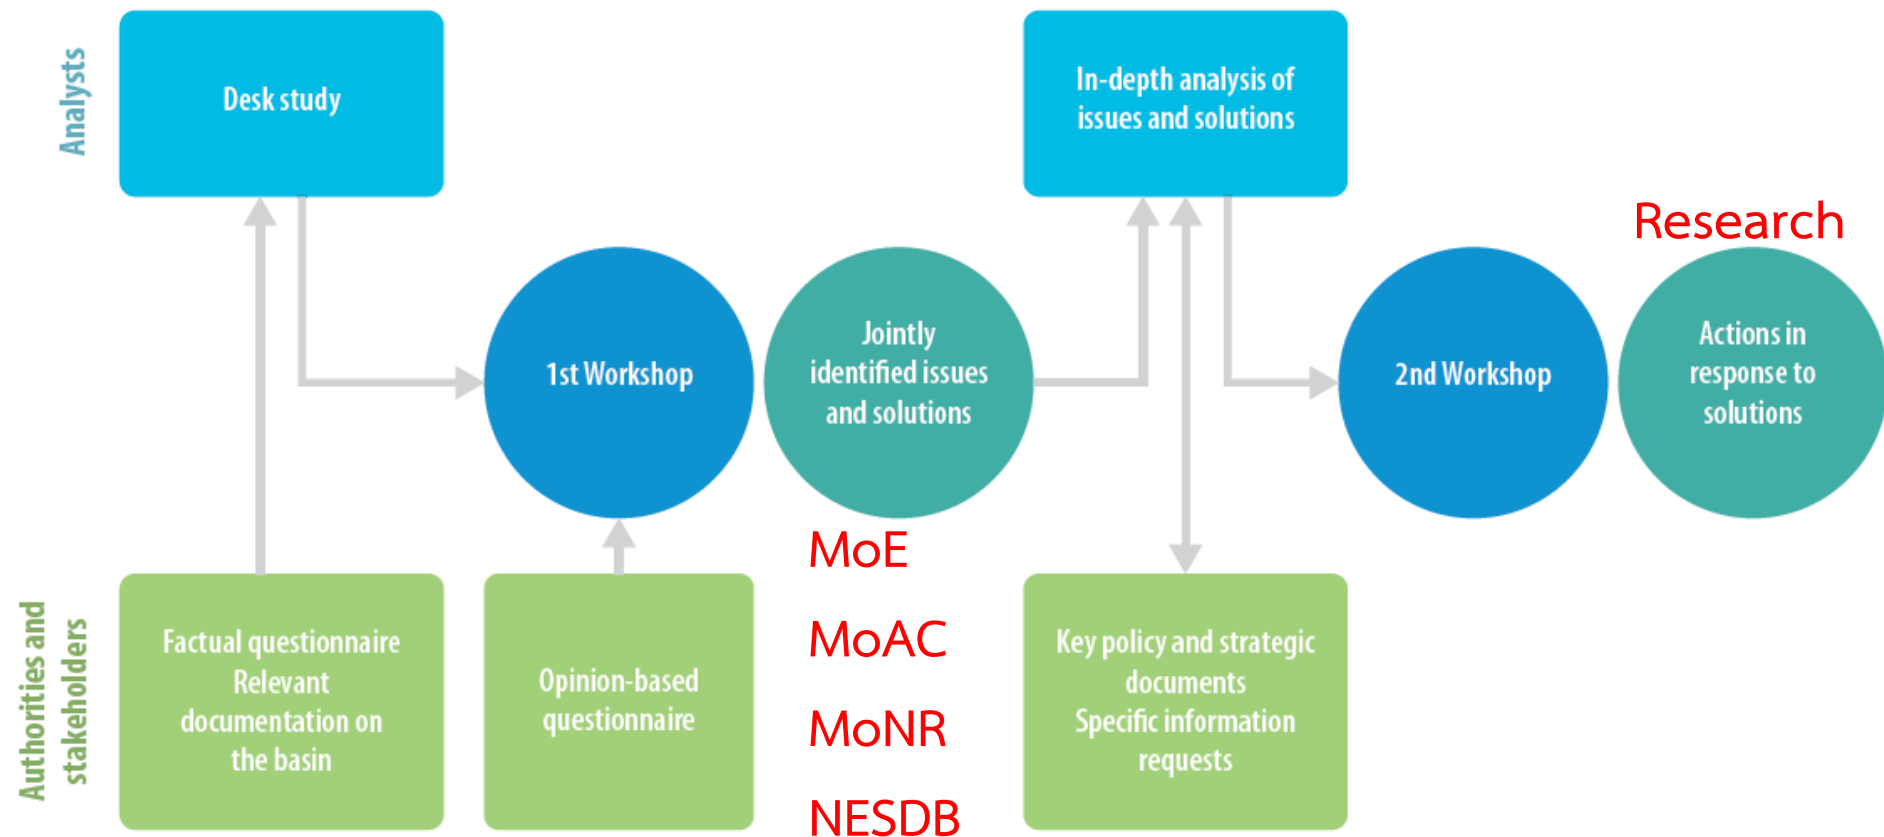 Analysts
Desk study
In-depth analysis of
issues and solutions
Research
1st Workshop
Jointly
identified issues
and solutions
2nd Workshop
Actions in
response to
solutions
MoE
MoAC
MoNR
NESDB
Authorities and
stakeholders
Factual questionnaire
Relevant
documentation on
the basin
Opinion-based
questionnaire
Key policy and strategic
documents
Specific information
requests